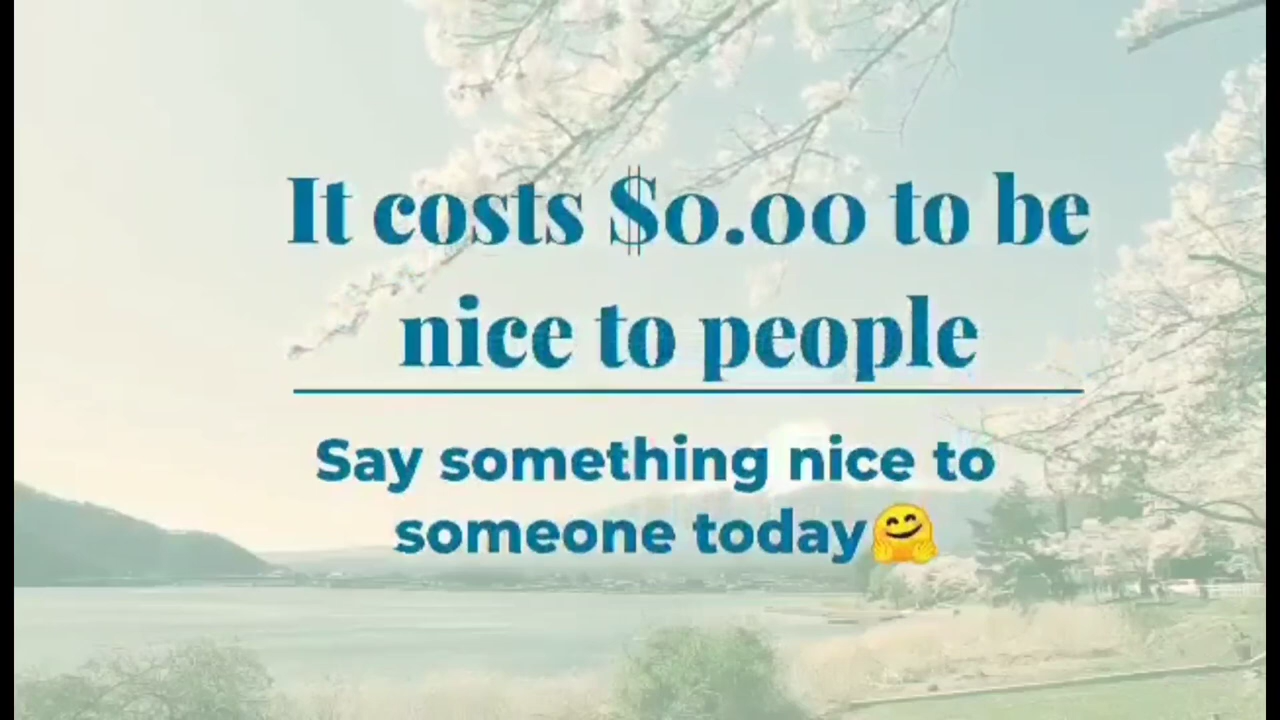 It costs $0.00 to be
nice to people
Say something nice to
someone today🤗